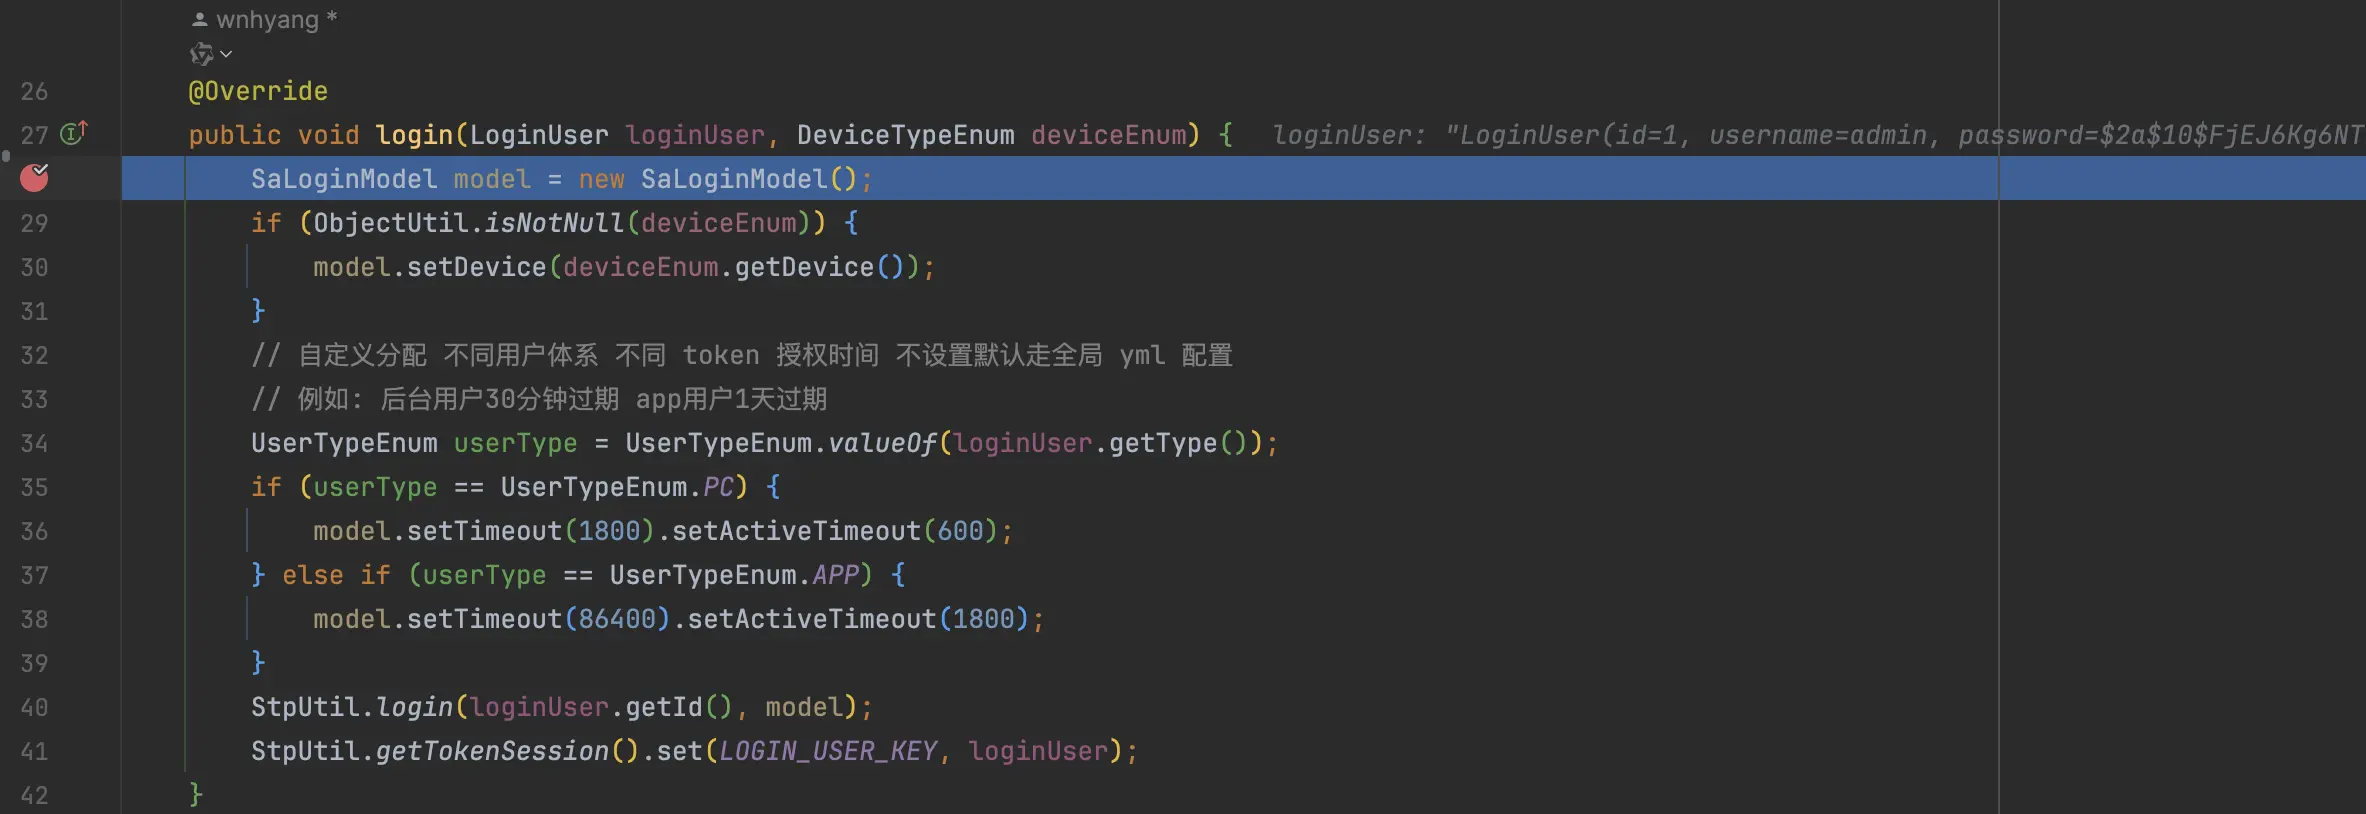 wnhyang *
26 @Override
27 public void login(LoginUser loginUser, DeviceTypeEnum deviceEnum) { loginUser: "LoginUser(id=1, username=admin, password=$2a$10$FjEJ6Kg6NT
SaLoginModel model = new SaLoginModel();
29 if (ObjectUtil.isNotNull(deviceEnum)) {
30 model.setDevice(deviceEnum.getDevice());
31 }
32 // 自定义分配 不同用户体系 不同 token 授权时间 不设置默认走全局 yml 配置
33 // 例如: 后台用户30分钟过期 app用户1天过期
34 UserTypeEnum userType = UserTypeEnum.valueOf(loginUser.getType());
35 if (userType == UserTypeEnum.PC) {
36 model.setTimeout(1800).setActiveTimeout(600);
37 } else if (userType == UserTypeEnum.APP) {
38 model.setTimeout(86400).setActiveTimeout(1800);
39 }
40 StpUtil.login(loginUser.getId(), model);
41 StpUtil.getTokenSession().set(LOGIN_USER_KEY, loginUser);
42 }